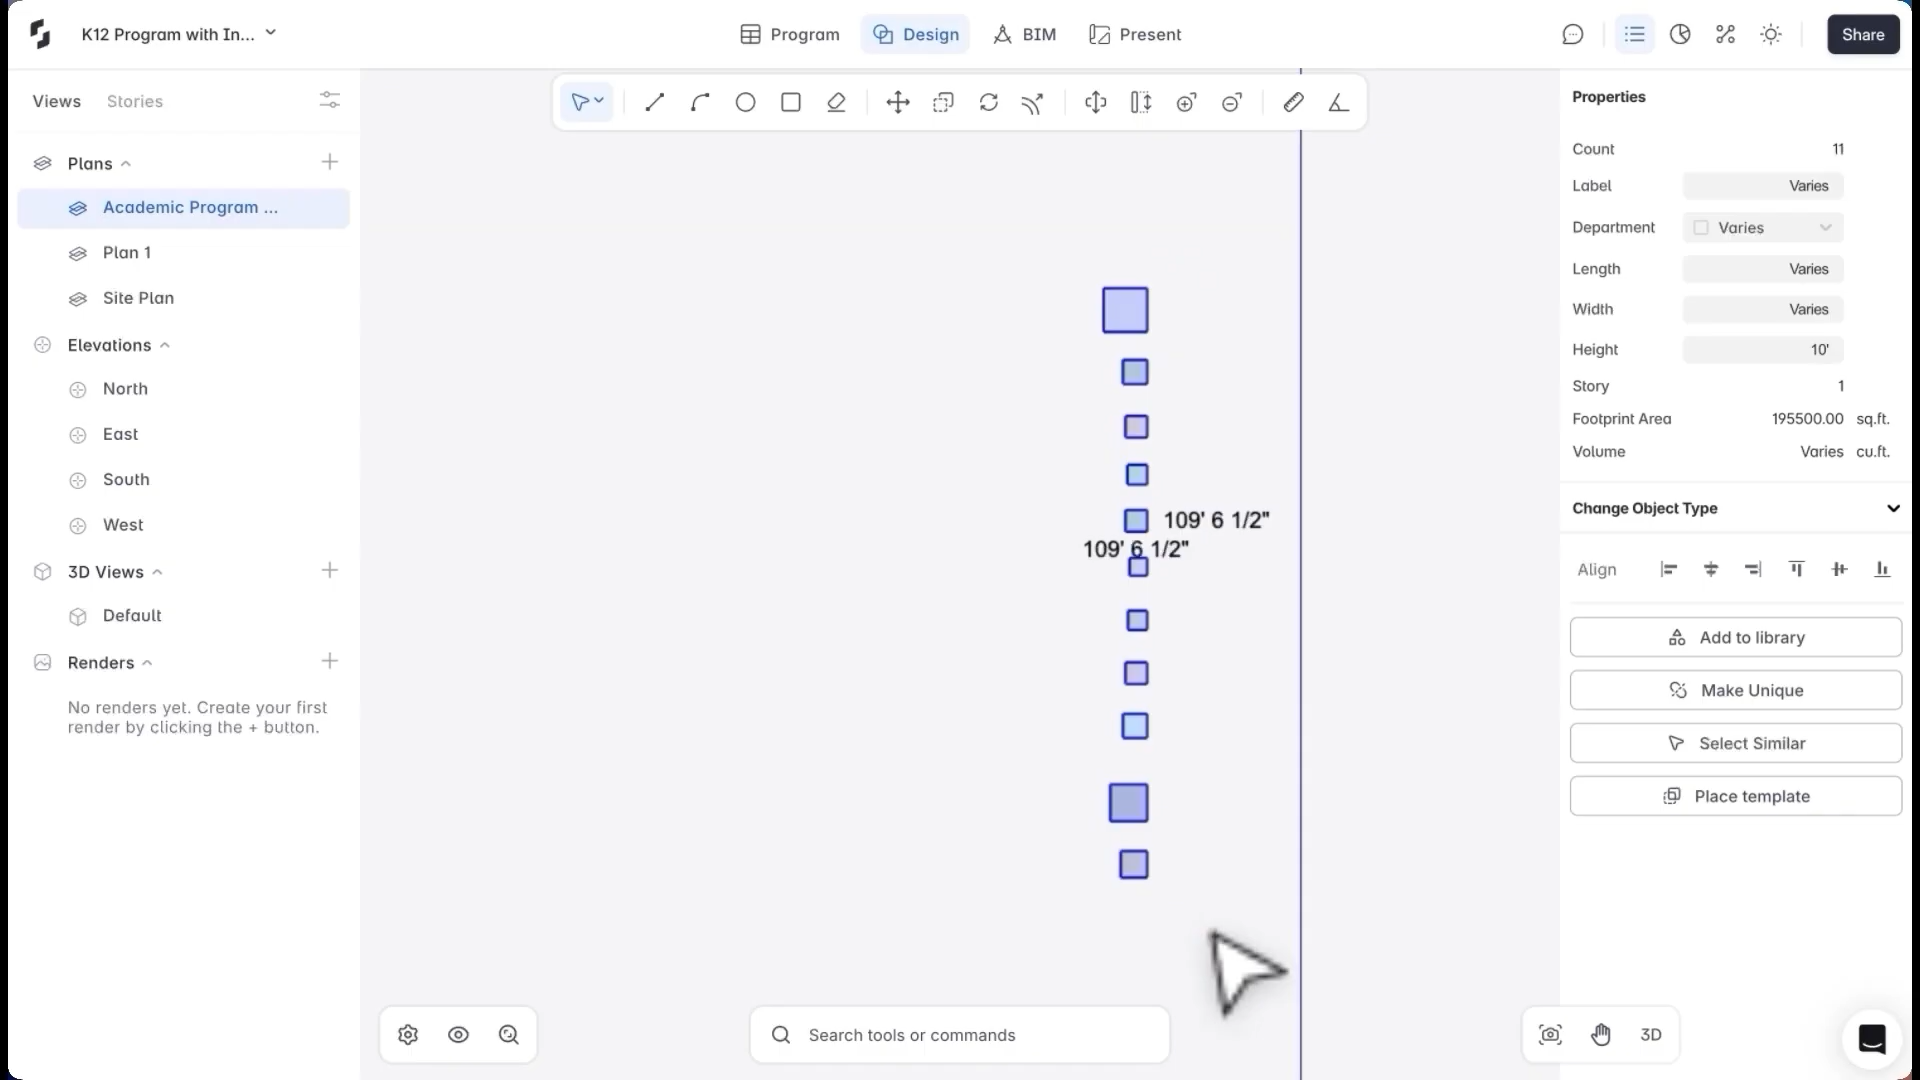 K12 Program with In...
Program
Design
BIM
Present
Share
Views
Stories
Plans
Academic Program ...
Plan 1
Site Plan
Elevations
North
East
South
West
3D Views
Default
Renders
No renders yet. Create your first
render by clicking the + button.
109' 6 1/2"
109' 6 1/2"
Search tools or commands
3D
Properties
Count 11
Label Varies
Department Varies
Length Varies
Width Varies
Height 10'
Story 1
Footprint Area 195500.00 sq.ft.
Volume Varies cu.ft.
Change Object Type
Align
Add to library
Make Unique
Select Similar
Place template